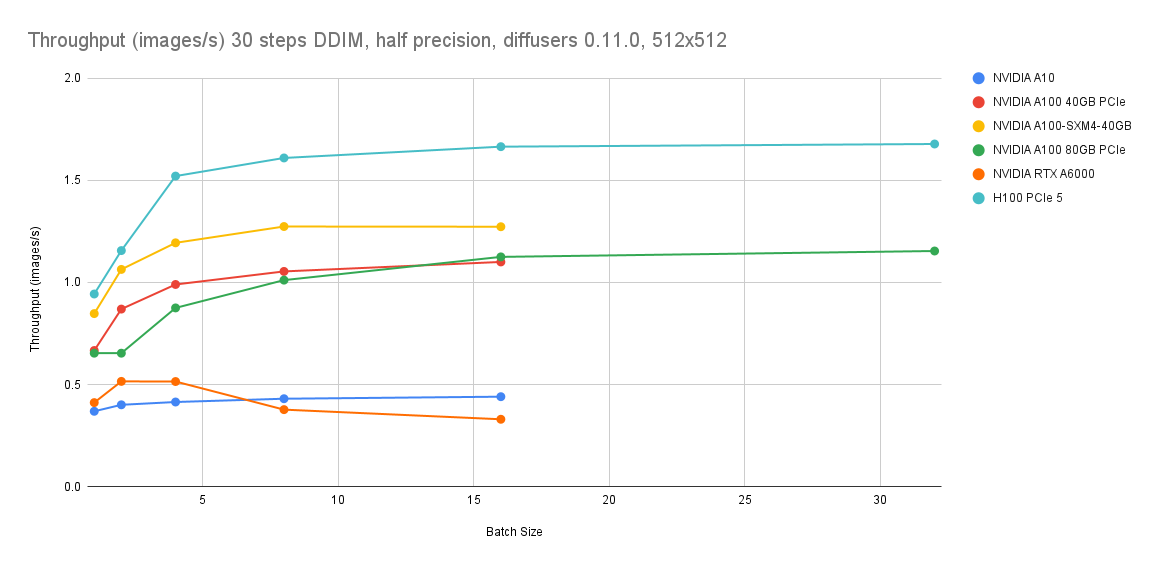 Throughput (images/s) 30 steps DDIM, half precision, diffusers 0.11.0, 512x512
2.0
1.5
1.0
0.5
0.0
Throughput (images/s)
5
10
15
20
25
30
Batch Size
NVIDIA A10
NVIDIA A100 40GB PCIe
NVIDIA A100-SXM4-40GB
NVIDIA A100 80GB PCIe
NVIDIA RTX A6000
H100 PCIe 5